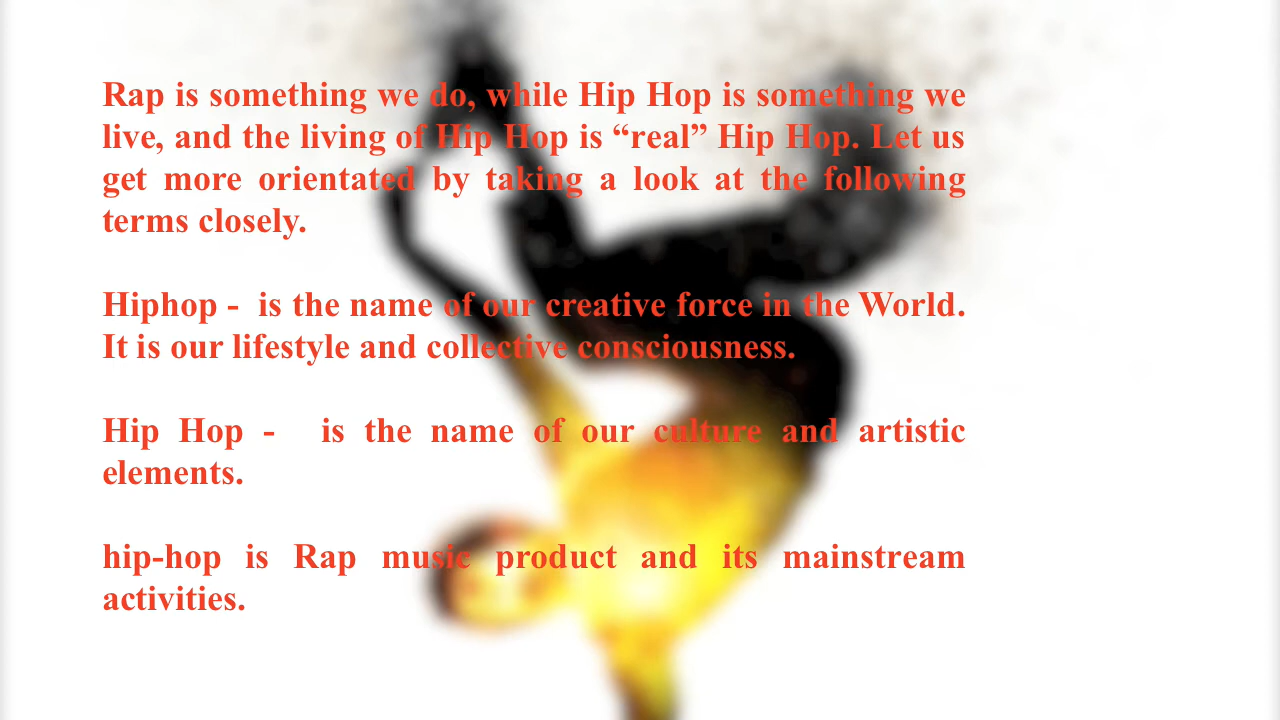 Rap is something we do, while Hip Hop is something we
live, and the living of Hip Hop is “real” Hip Hop. Let us
get more orientated by taking a look at the following
terms closely.
Hiphop -  is the name of our creative force in the World.
It is our lifestyle and collective consciousness.
Hip Hop -  is the name of our culture and artistic
elements.
hip-hop is Rap music product and its mainstream
activities.